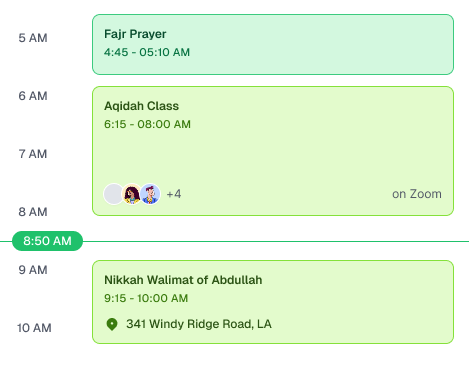 5 AM
Fajr Prayer
4:45 - 05:10 AM
6 AM
Aqidah Class
6:15 - 08:00 AM
7 AM
+4
on Zoom
8 AM
8:50 AM
9 AM
Nikkah Walimat of Abdullah
9:15 - 10:00 AM
341 Windy Ridge Road, LA
10 AM